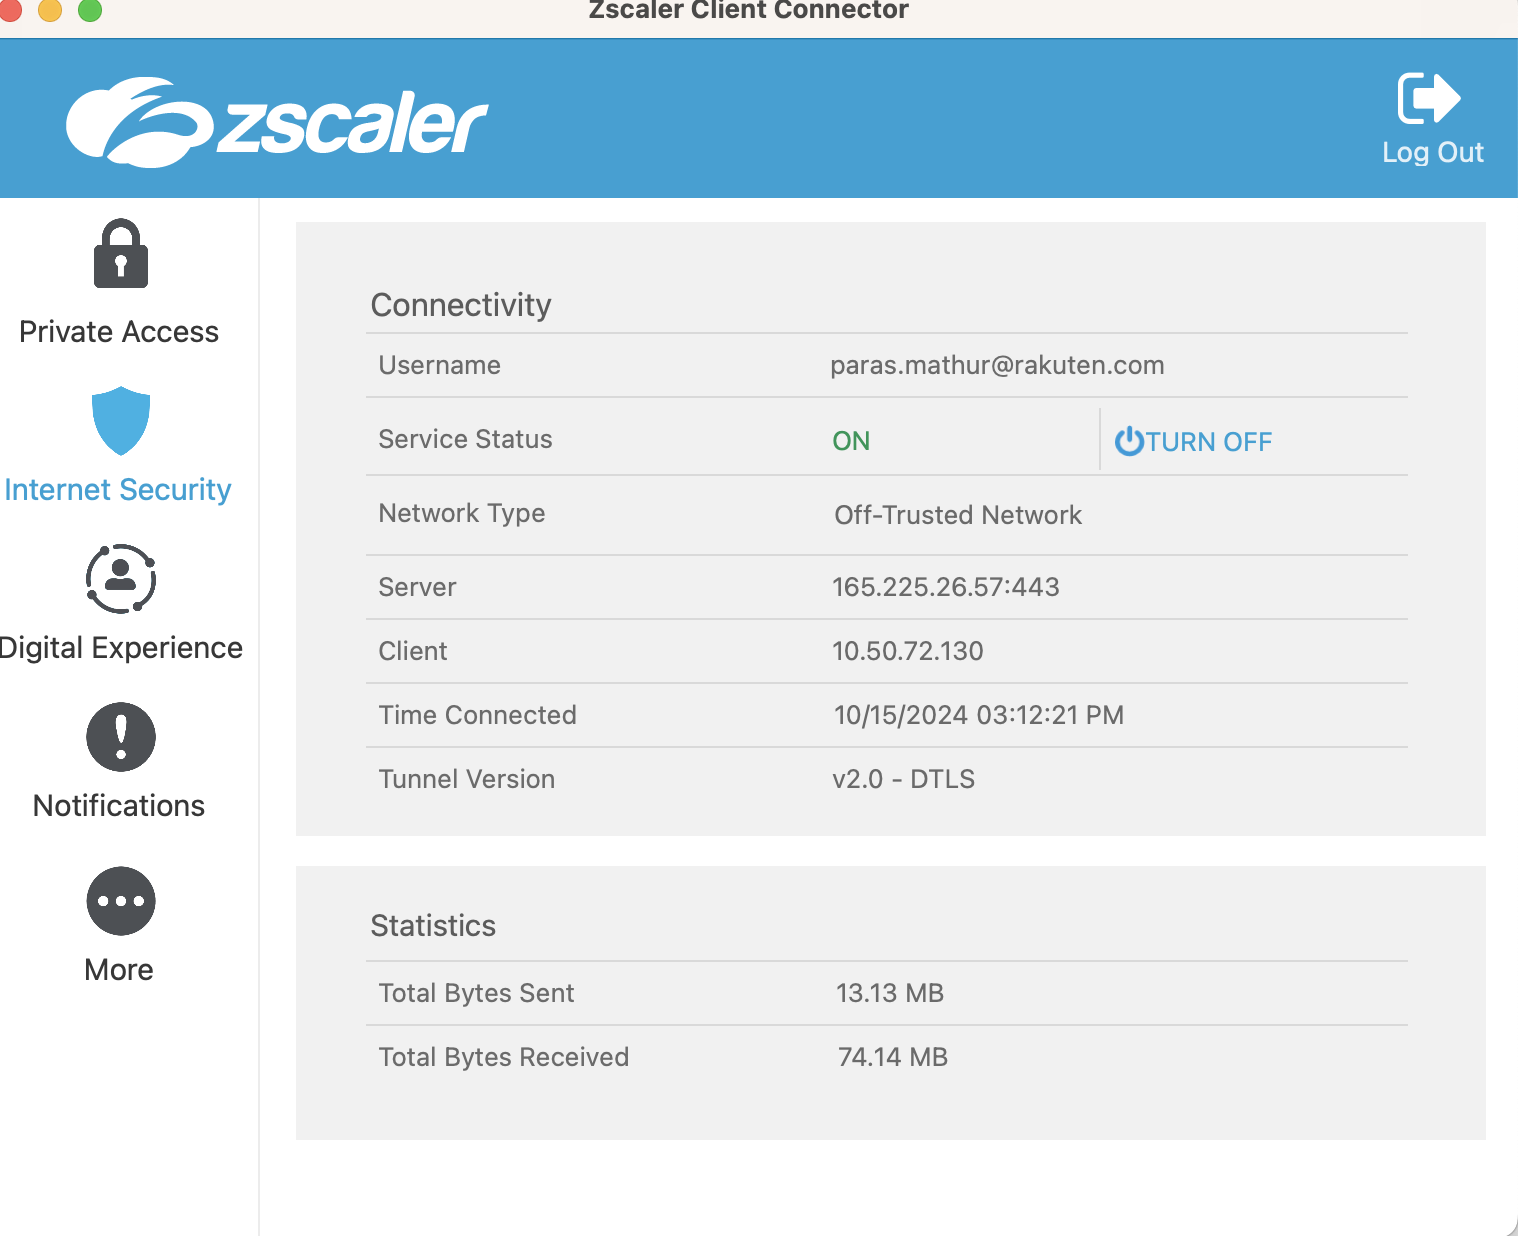 Zscaler Client Connector
zscaler
Log Out
Private Access
Internet Security
Digital Experience
Notifications
More
Connectivity
Username paras.mathur@rakuten.com
Service Status ON TURN OFF
Network Type Off-Trusted Network
Server 165.225.26.57:443
Client 10.50.72.130
Time Connected 10/15/2024 03:12:21 PM
Tunnel Version v2.0 - DTLS
Statistics
Total Bytes Sent 13.13 MB
Total Bytes Received 74.14 MB